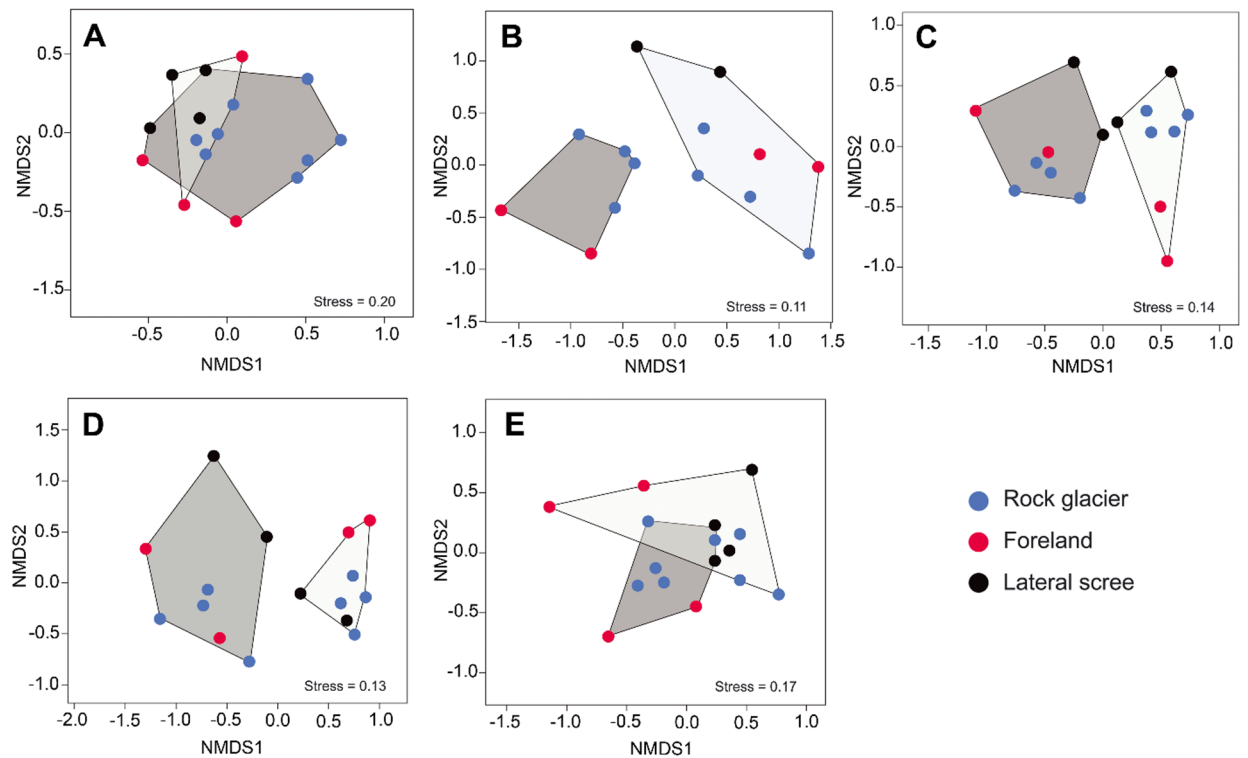 A
NMDS2
0.5
0.0
-0.5
-1.5
Stress = 0.20
-0.5 0.0 0.5 1.0
NMDS1
B
NMDS2
1.0
0.5
0.0
-0.5
-1.0
-1.5
Stress = 0.11
-1.5 -1.0 -0.5 0.0 0.5 1.0 1.5
NMDS1
C
NMDS2
1.0
0.5
0.0
-0.5
-1.0
Stress = 0.14
-1.5 -1.0 -0.5 0.0 0.5 1.0
NMDS1
D
NMDS2
1.5
1.0
0.5
0.0
-0.5
-1.0
Stress = 0.13
-2.0 -1.5 -1.0 -0.5 0.0 0.5 1.0
NMDS1
E
NMDS2
1.0
0.5
0.0
-0.5
-1.0
Stress = 0.17
-1.5 -1.0 -0.5 0.0 0.5 1.0
NMDS1
Rock glacier
Foreland
Lateral scree